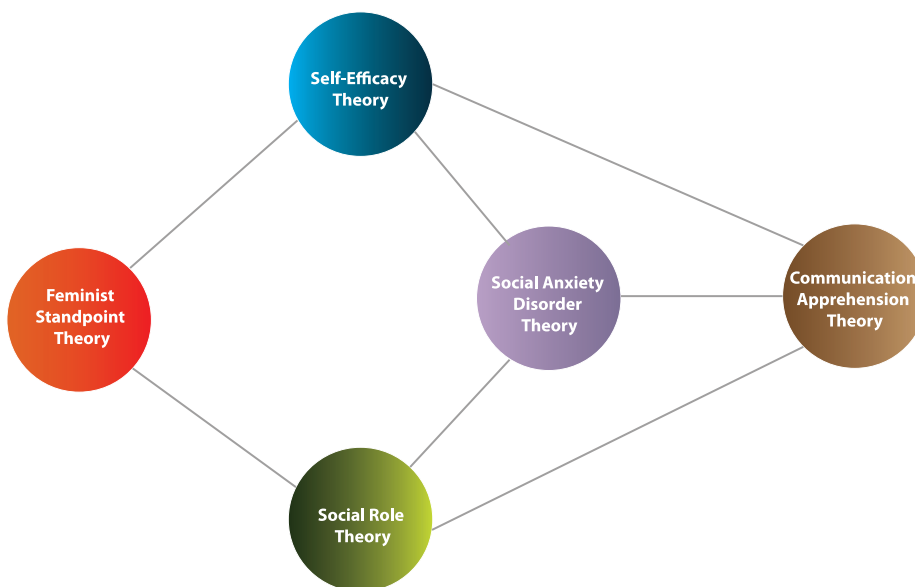 Self-Efficacy
Theory
Feminist
Standpoint
Theory
Social Anxiety
Disorder
Theory
Communication
Apprehension
Theory
Social Role
Theory